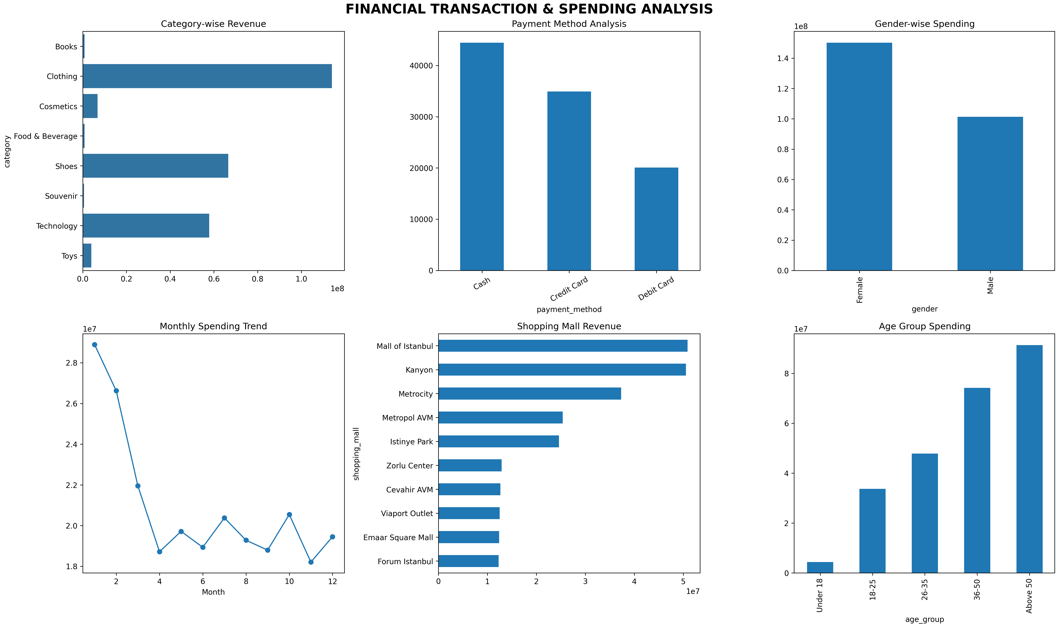 FINANCIAL TRANSACTION & SPENDING ANALYSIS
Category-wise Revenue
category
Books
Clothing
Cosmetics
Food & Beverage
Shoes
Souvenir
Technology
Toys
0.0 0.2 0.4 0.6 0.8 1.0
1e8
Payment Method Analysis
40000
30000
20000
10000
0
Cash Credit Card Debit Card
payment_method
Gender-wise Spending
1e8
1.4
1.2
1.0
0.8
0.6
0.4
0.2
0.0
Female Male
gender
Monthly Spending Trend
1e7
2.8
2.6
2.4
2.2
2.0
1.8
2 4 6 8 10 12
Month
Shopping Mall Revenue
shopping_mall
Mall of Istanbul
Kanyon
Metrocity
Metropol AVM
Istinye Park
Zorlu Center
Cevahir AVM
Viaport Outlet
Emaar Square Mall
Forum Istanbul
0 1 2 3 4 5
1e7
Age Group Spending
1e7
8
6
4
2
0
Under 18 18-25 26-35 36-50 Above 50
age_group